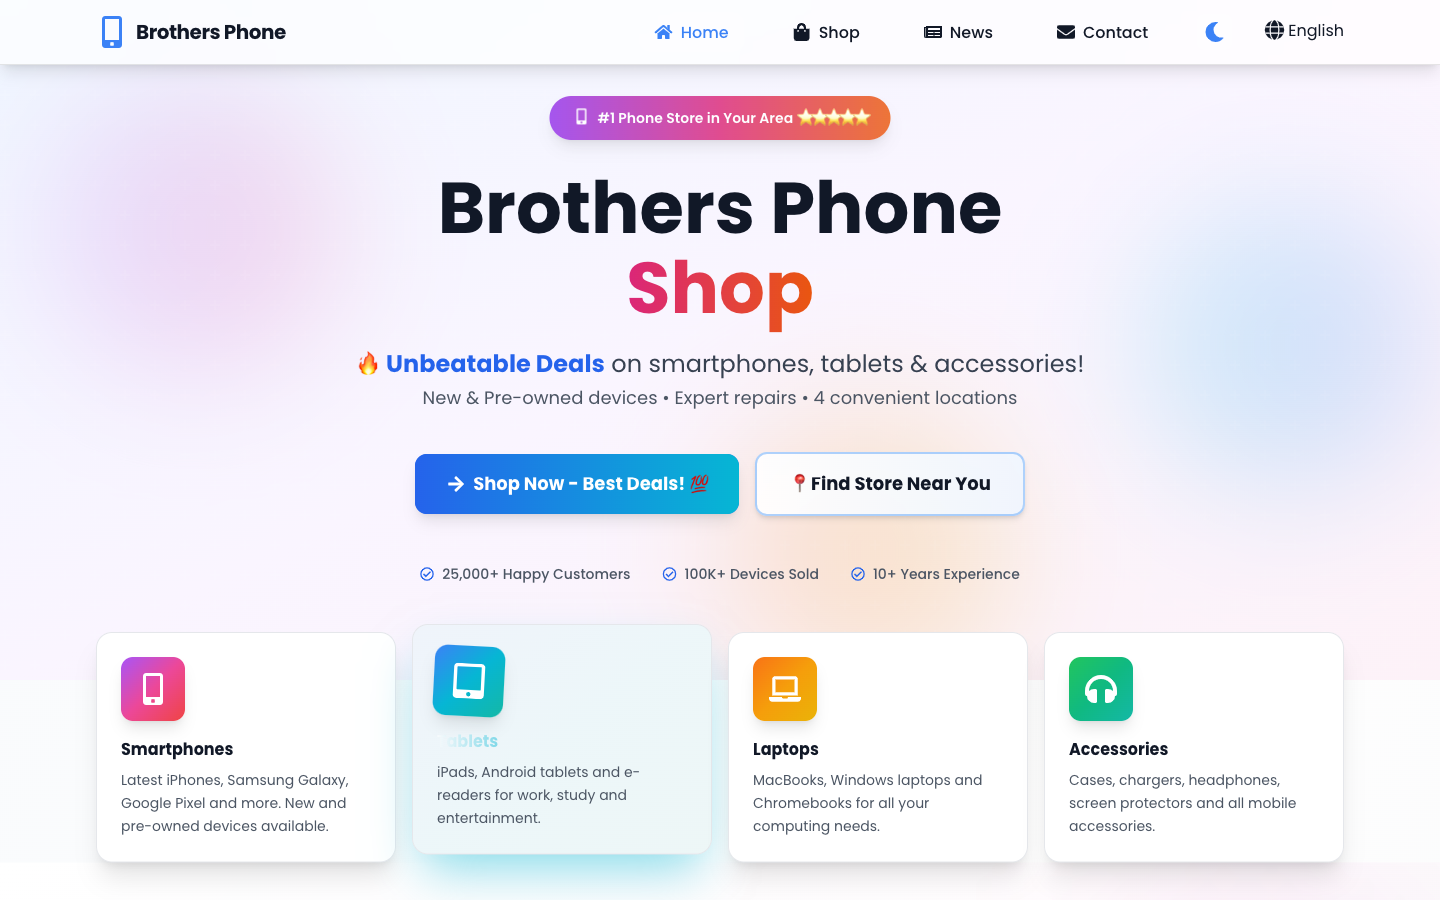 Brothers Phone
Home
Shop
News
Contact
English
#1 Phone Store in Your Area ⭐⭐⭐⭐⭐
Brothers Phone
Shop
🔥 Unbeatable Deals on smartphones, tablets & accessories!
New & Pre-owned devices • Expert repairs • 4 convenient locations
Shop Now - Best Deals! 💯
📍Find Store Near You
25,000+ Happy Customers
100K+ Devices Sold
10+ Years Experience
Smartphones
Latest iPhones, Samsung Galaxy,
Google Pixel and more. New and
pre-owned devices available.
Tablets
iPads, Android tablets and e-
readers for work, study and
entertainment.
Laptops
MacBooks, Windows laptops and
Chromebooks for all your
computing needs.
Accessories
Cases, chargers, headphones,
screen protectors and all mobile
accessories.